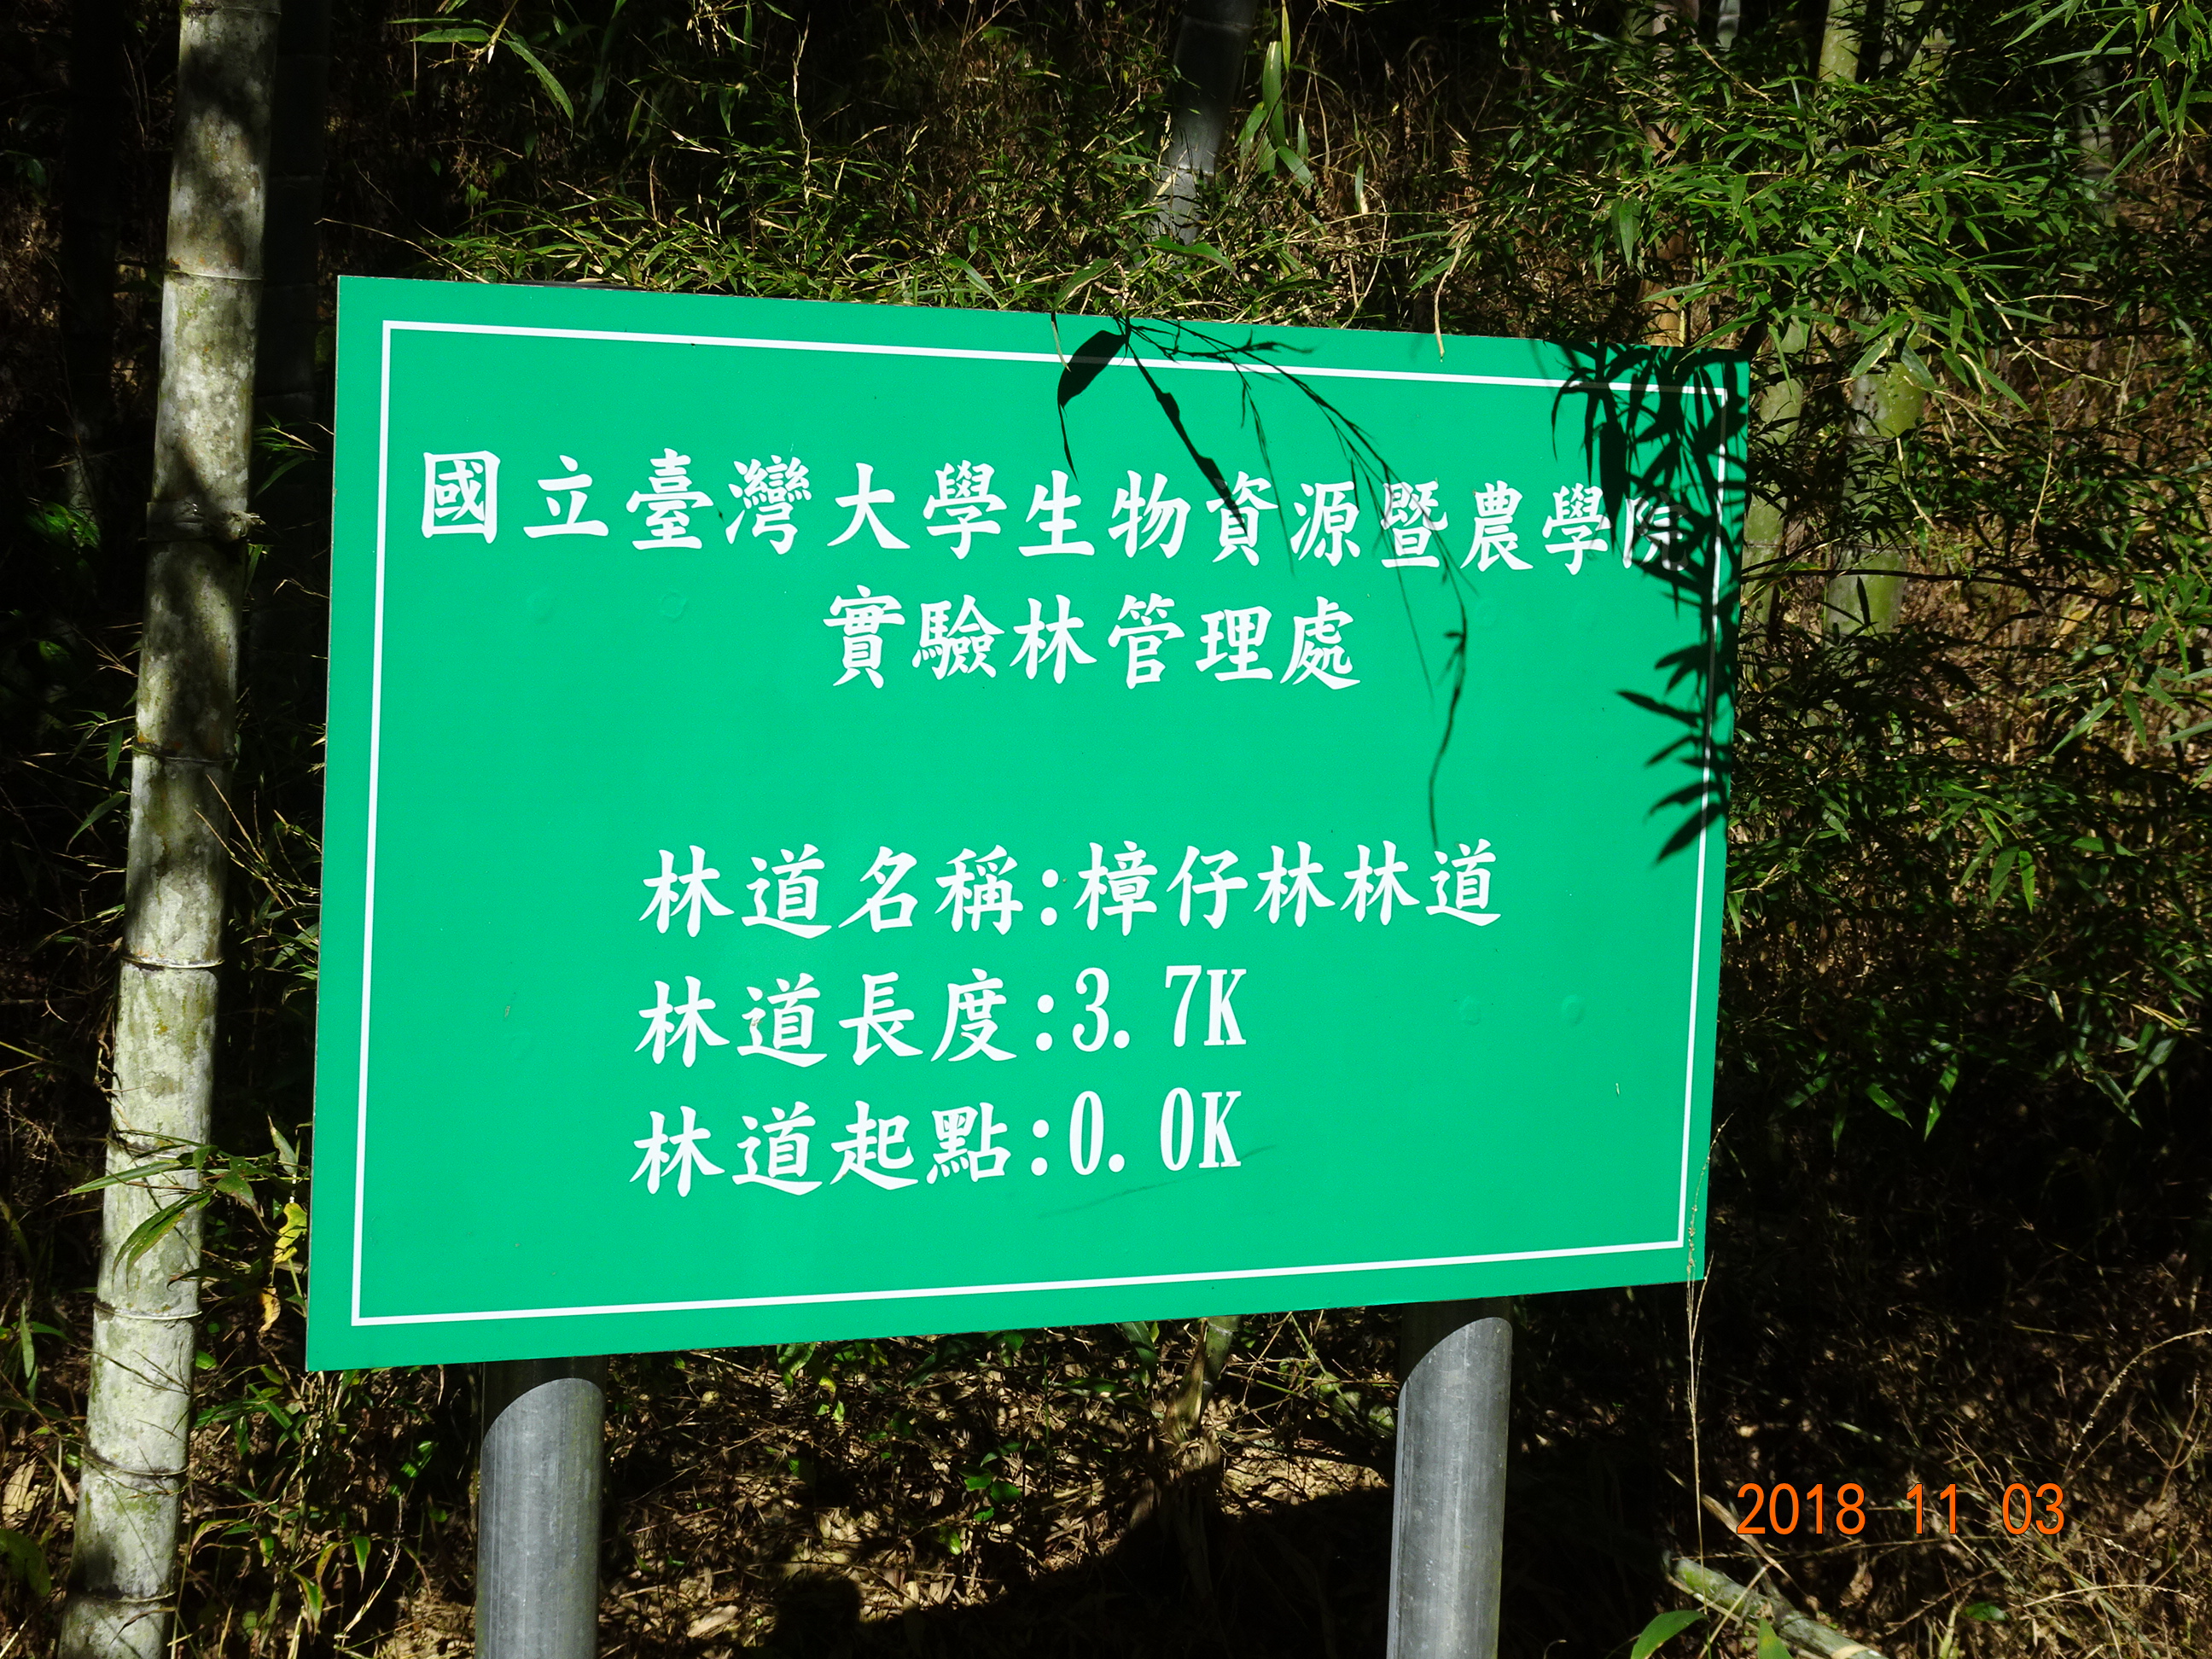 國立臺灣大學生物資源暨農學院
實驗林管理處
林道名稱:樟仔林林道
林道長度:3.7K
林道起點:0.0K
2018 11 03